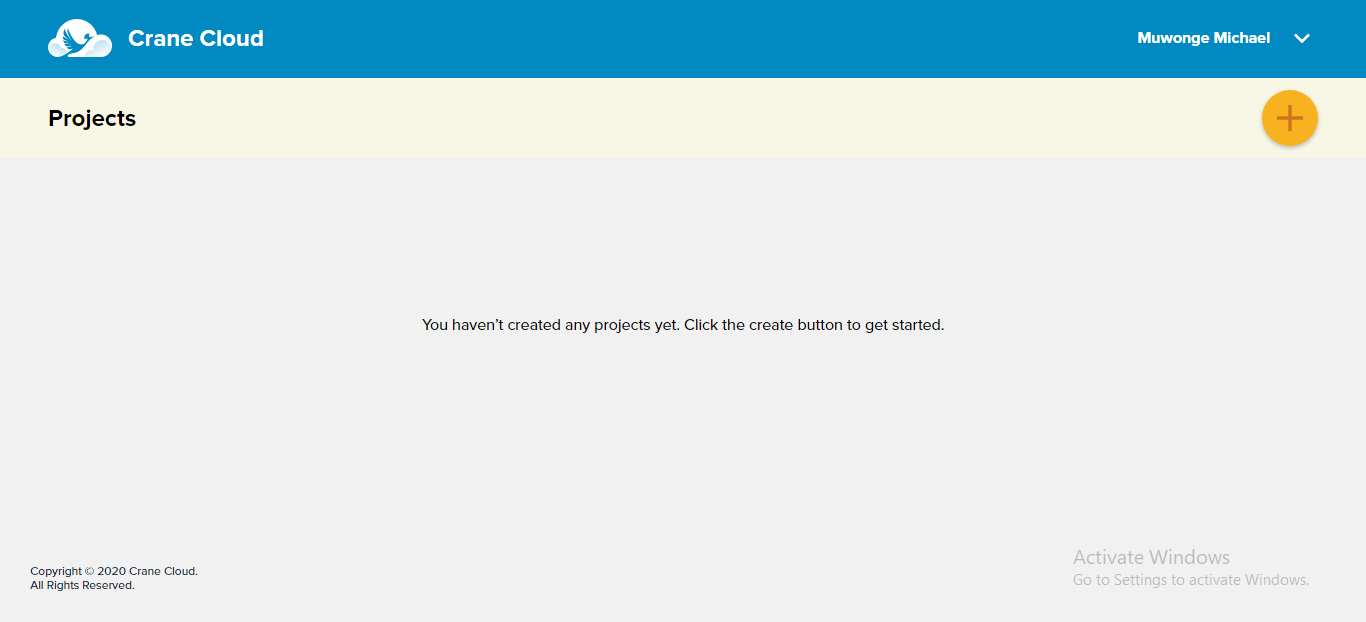 Crane Cloud
Muwonge Michael
Projects
You haven’t created any projects yet. Click the create button to get started.
Activate Windows
Go to Settings to activate Windows.
Copyright © 2020 Crane Cloud.
All Rights Reserved.